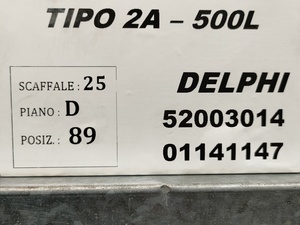 TIPO 2A – 500L
SCAFFALE : 25
PIANO : D
POSIZ. : 89
DELPHI
52003014
01141147